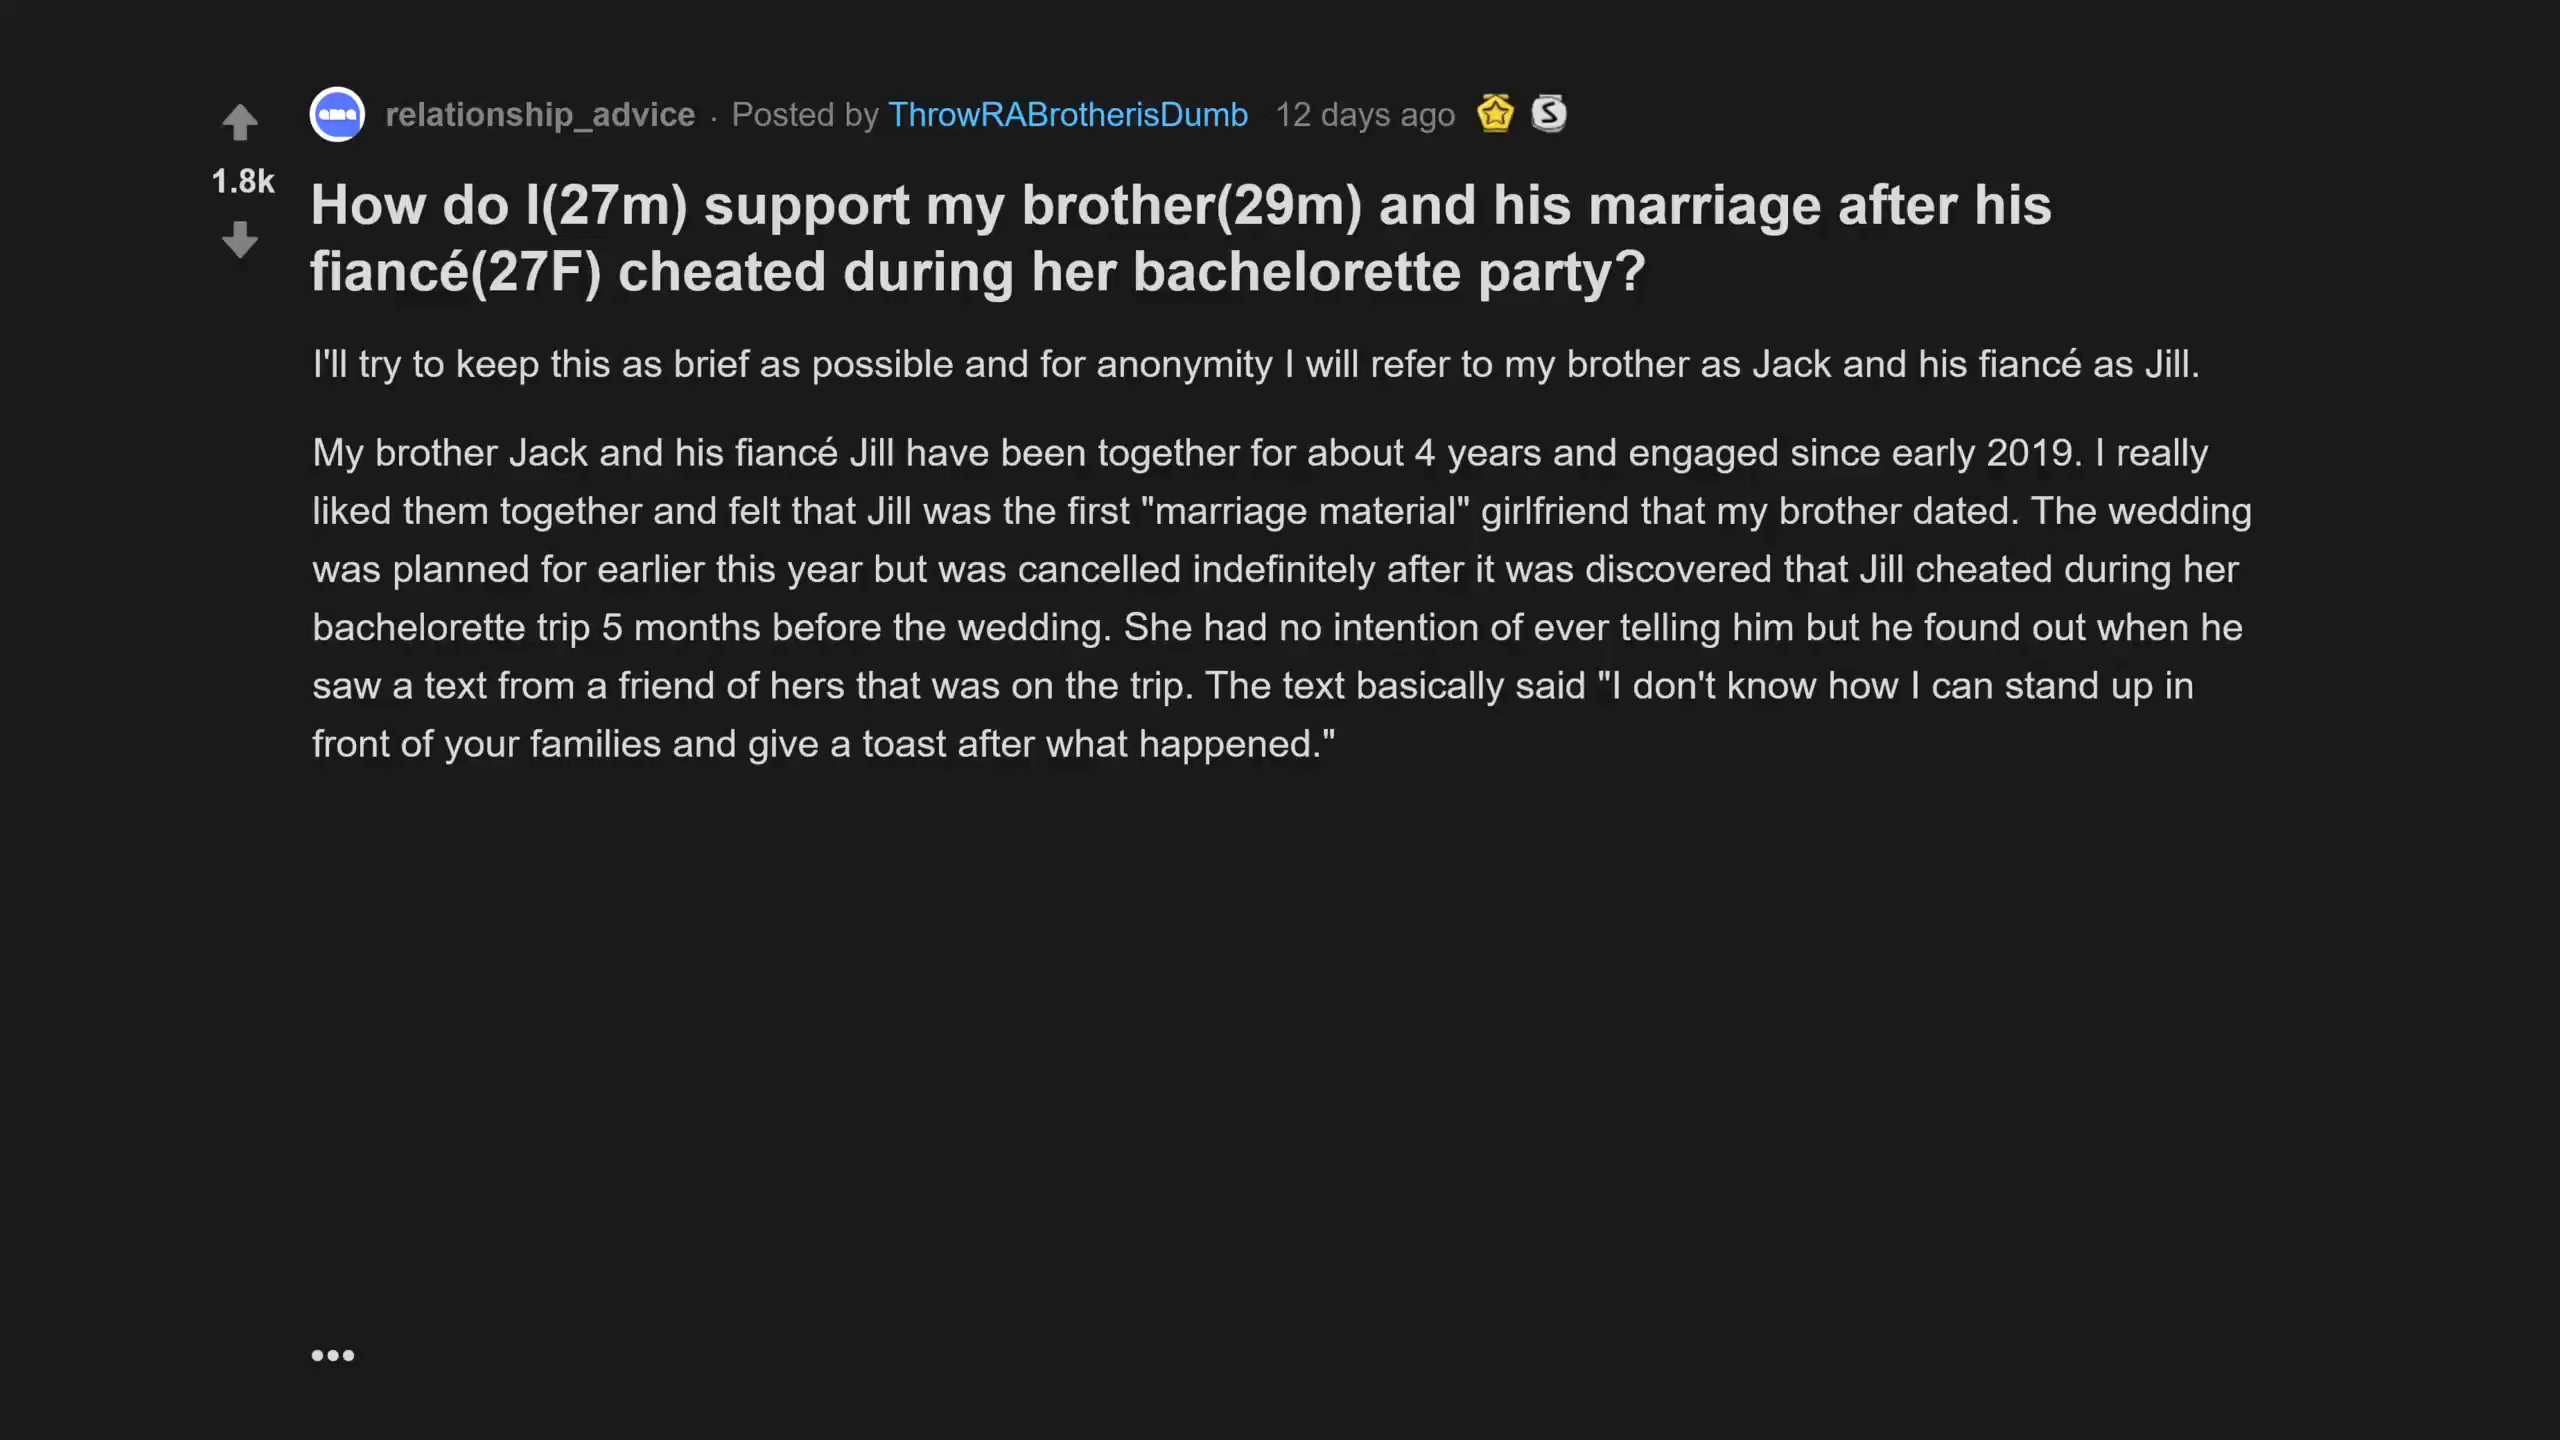 ama relationship_advice · Posted by ThrowRABrotherisDumb 12 days ago S
1.8k
How do I(27m) support my brother(29m) and his marriage after his
fiancé(27F) cheated during her bachelorette party?
I'll try to keep this as brief as possible and for anonymity I will refer to my brother as Jack and his fiancé as Jill.
My brother Jack and his fiancé Jill have been together for about 4 years and engaged since early 2019. I really
liked them together and felt that Jill was the first "marriage material" girlfriend that my brother dated. The wedding
was planned for earlier this year but was cancelled indefinitely after it was discovered that Jill cheated during her
bachelorette trip 5 months before the wedding. She had no intention of ever telling him but he found out when he
saw a text from a friend of hers that was on the trip. The text basically said "I don't know how I can stand up in
front of your families and give a toast after what happened."
•••